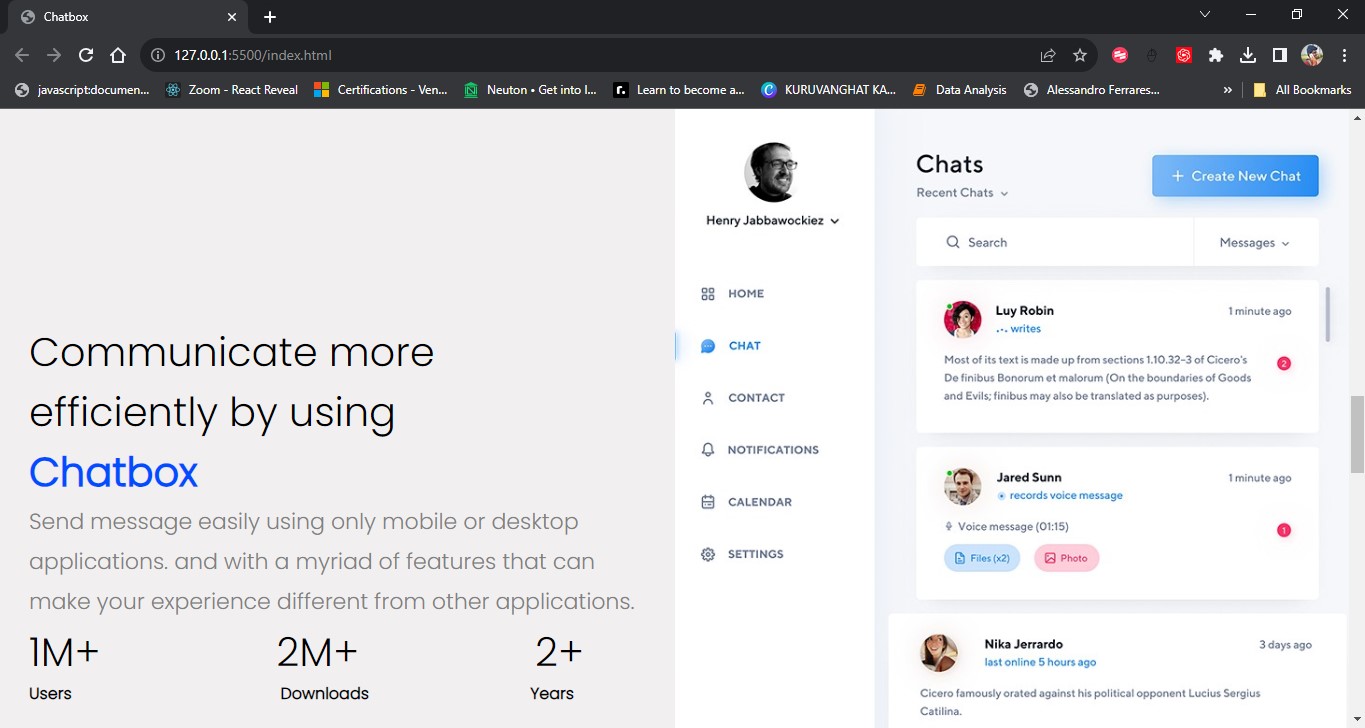 Chatbox
127.0.0.1:5500/index.html
javascript:documen...
Zoom - React Reveal
Certifications - Ven...
Neuton • Get into I...
Learn to become a...
KURUVANGHAT KA...
Data Analysis
Alessandro Ferrares...
»
All Bookmarks
Communicate more
efficiently by using
Chatbox
Send message easily using only mobile or desktop
applications. and with a myriad of features that can
make your experience different from other applications.
1M+ 2M+ 2+
Users Downloads Years
Henry Jabbawockiez
HOME
CHAT
CONTACT
NOTIFICATIONS
CALENDAR
SETTINGS
Chats
Recent Chats
+ Create New Chat
Search
Messages
Luy Robin 1 minute ago
writes
Most of its text is made up from sections 1.10.32–3 of Cicero's
De finibus Bonorum et malorum (On the boundaries of Goods
and Evils; finibus may also be translated as purposes).
2
Jared Sunn 1 minute ago
records voice message
Voice message (01:15)
1
Files (x2) Photo
Nika Jerrardo 3 days ago
last online 5 hours ago
Cicero famously orated against his political opponent Lucius Sergius
Catilina.